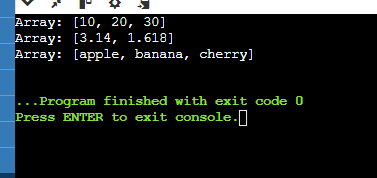 Array: [10, 20, 30]
Array: [3.14, 1.618]
Array: [apple, banana, cherry]
...Program finished with exit code 0
Press ENTER to exit console.